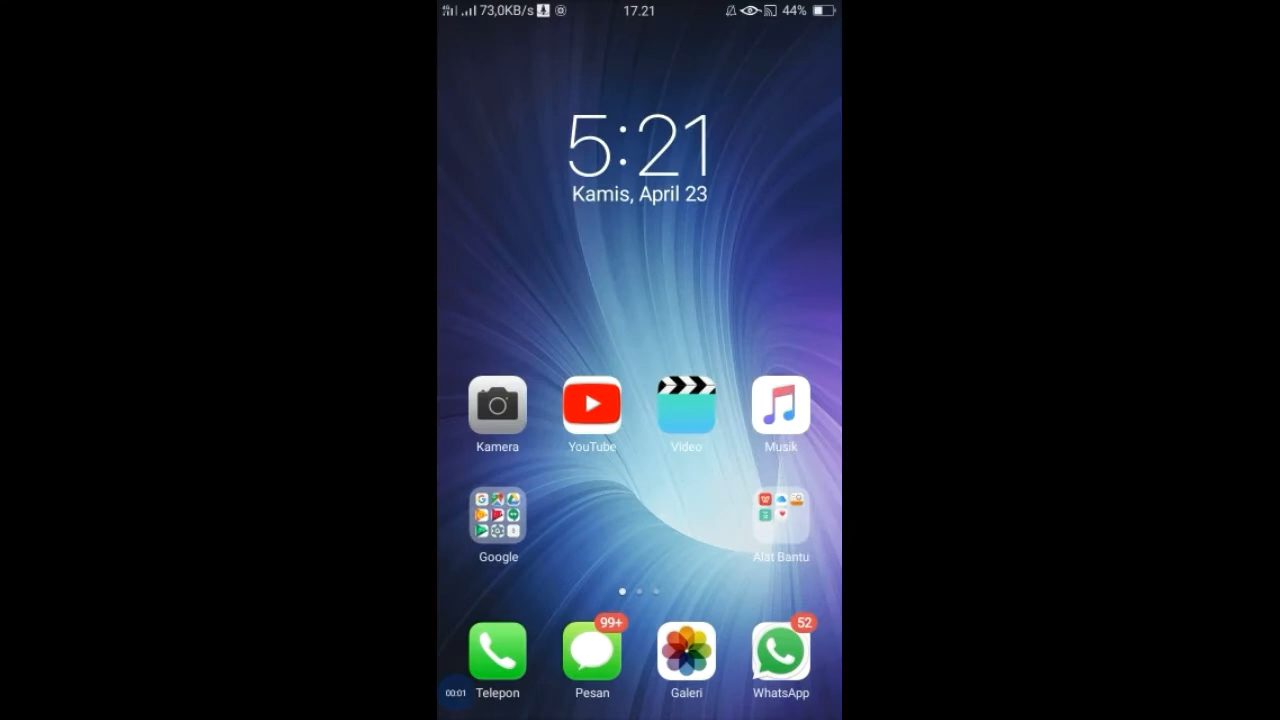 73,0KB/s 17.21 44%
5:21
Kamis, April 23
Kamera YouTube Video Musik
Google Alat Bantu
99+ 52
00:01 Telepon Pesan Galeri WhatsApp